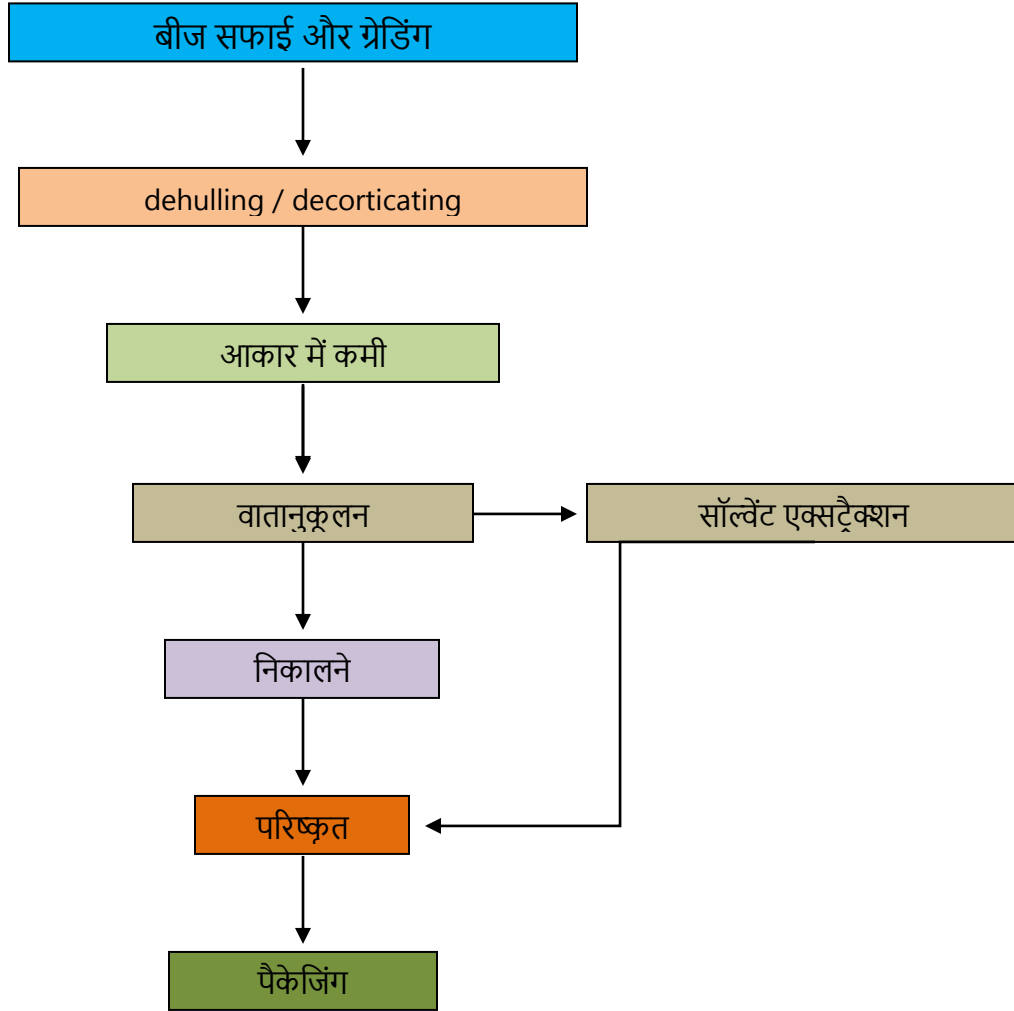 बीज सफाई और ग्रेडिंग
dehulling / decorticating
आकार में कमी
वातानुकूलन
सॉल्वेंट एक्सट्रैक्शन
निकालने
परिष्कृत
पैकेजिंग